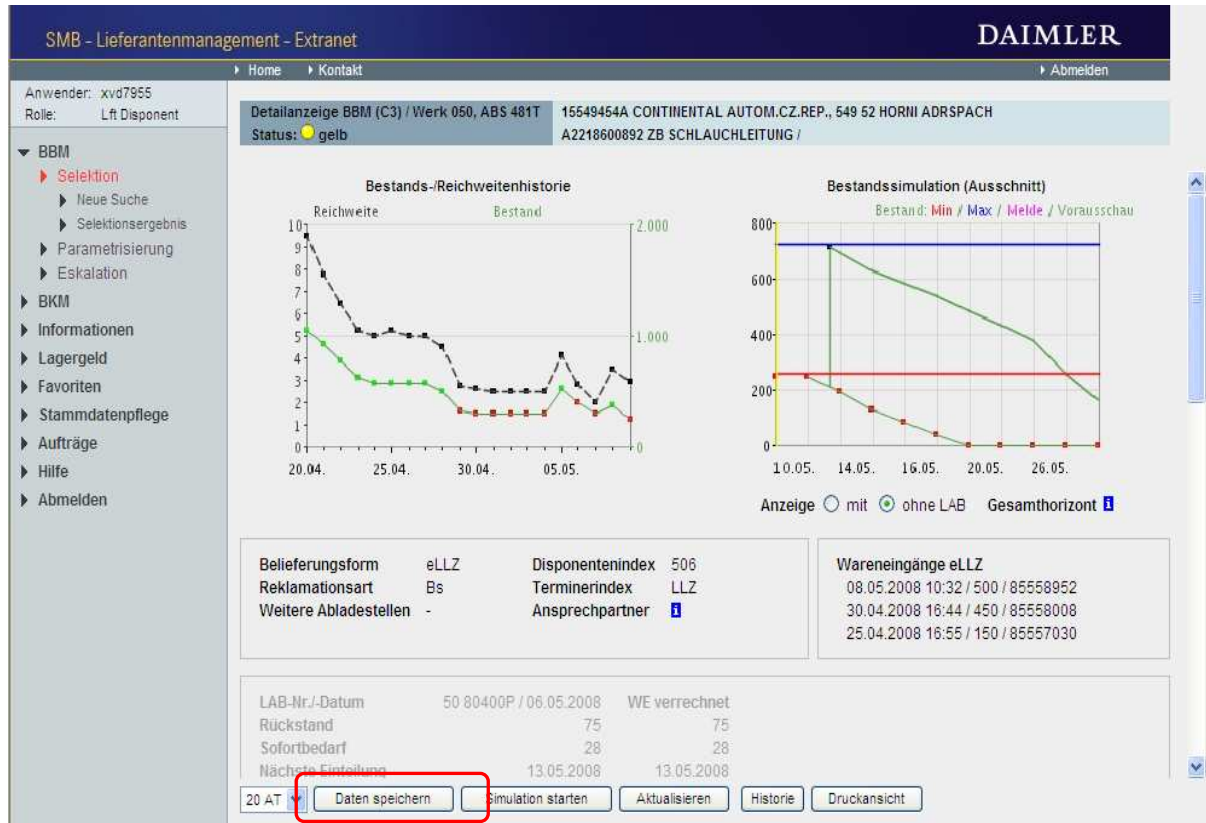 SMB - Lieferantenmanagement - Extranet
DAIMLER
Home Kontakt Abmelden
Anwender: xvd7955
Rolle: Lft Disponent
BBM
Selektion
Neue Suche
Selektionsergebnis
Parametrisierung
Eskalation
BKM
Informationen
Lagergeld
Favoriten
Stammdatenpflege
Aufträge
Hilfe
Abmelden
Detailanzeige BBM (C3) / Werk 050, ABS 481T
Status: gelb
15549454A CONTINENTAL AUTOM.CZ.REP., 549 52 HORNI ADRSPACH
A2218600892 ZB SCHLAUCHLEITUNG /
Bestands-/Reichweitenhistorie
Reichweite Bestand
10
9
8
7
6
5
4
3
2
1
0
2.000
1.000
0
20.04. 25.04. 30.04. 05.05.
Bestandssimulation (Ausschnitt)
Bestand: Min / Max / Melde / Vorausschau
800
600
400
200
0
10.05. 14.05. 16.05. 20.05. 26.05.
Anzeige mit ohne LAB Gesamthorizont i
Belieferungsform eLLZ Disponentenindex 506
Reklamationsart Bs Terminerindex LLZ
Weitere Abladestellen - Ansprechpartner i
Wareneingänge eLLZ
08.05.2008 10:32 / 500 / 85558952
30.04.2008 16:44 / 450 / 85558008
25.04.2008 16:55 / 150 / 85557030
LAB-Nr./-Datum 50 80400P / 06.05.2008 WE verrechnet
Rückstand 75 75
Sofortbedarf 28 28
Nächste Einteilung 13.05.2008 13.05.2008
20 AT Daten speichern Simulation starten Aktualisieren Historie Druckansicht